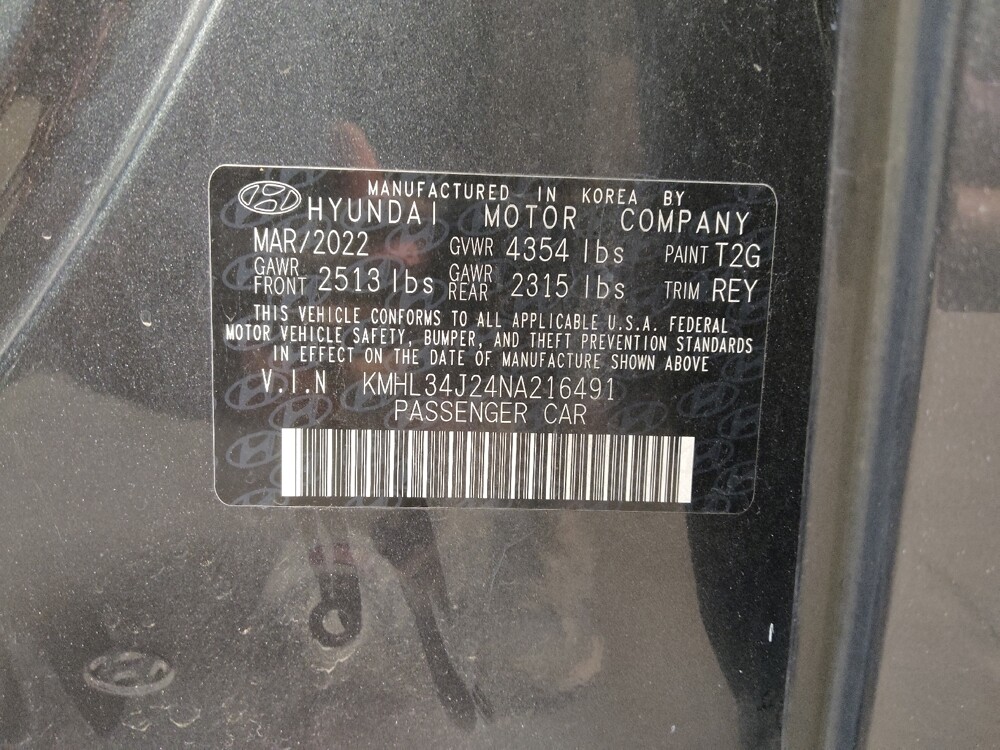 MANUFACTURED IN KOREA BY
HYUNDAI MOTOR COMPANY
MAR/2022 GVWR 4354 lbs PAINT T2G
GAWR FRONT 2513 lbs GAWR REAR 2315 lbs TRIM REY
THIS VEHICLE CONFORMS TO ALL APPLICABLE U.S.A. FEDERAL
MOTOR VEHICLE SAFETY, BUMPER, AND THEFT PREVENTION STANDARDS
IN EFFECT ON THE DATE OF MANUFACTURE SHOWN ABOVE
V.I.N KMHL34J24NA216491
PASSENGER CAR